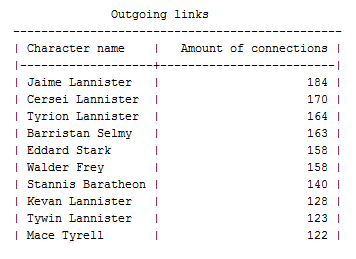 Outgoing links
-----------------------------------------------
| Character name | Amount of connections |
|-------------------+--------------------------|
| Jaime Lannister | 184 |
| Cersei Lannister | 170 |
| Tyrion Lannister | 164 |
| Barristan Selmy | 163 |
| Eddard Stark | 158 |
| Walder Frey | 158 |
| Stannis Baratheon | 140 |
| Kevan Lannister | 128 |
| Tywin Lannister | 123 |
| Mace Tyrell | 122 |